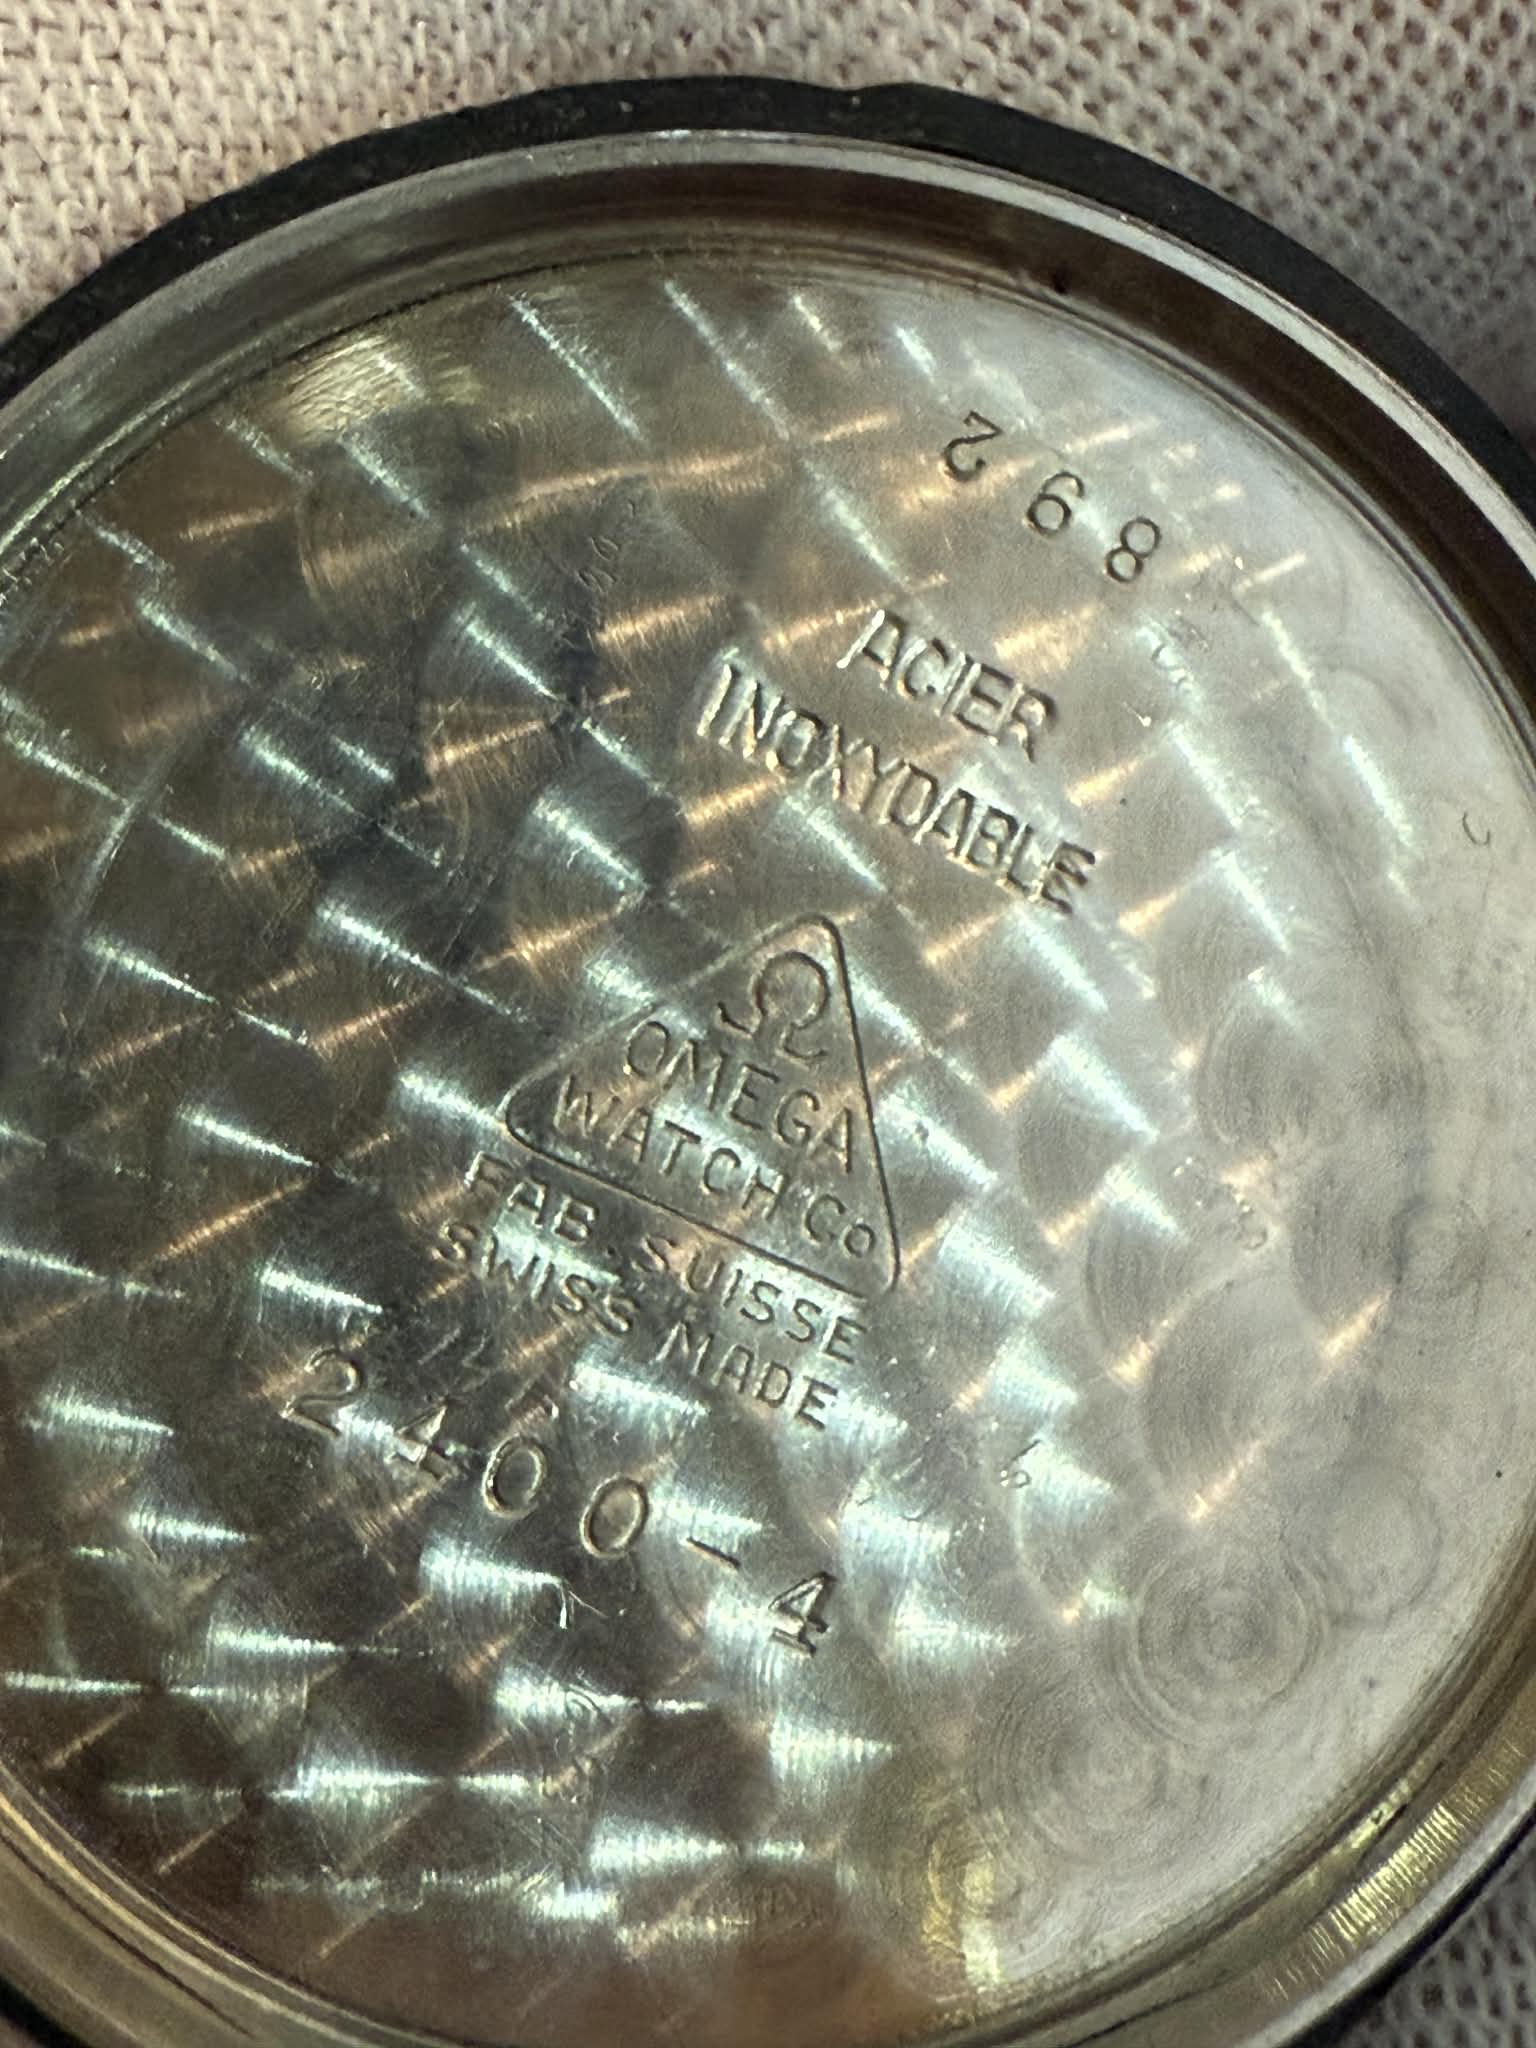 892
ACIER
INOXYDABLE
Ω
OMEGA
WATCH Co
FAB. SUISSE
SWISS MADE
2400-4